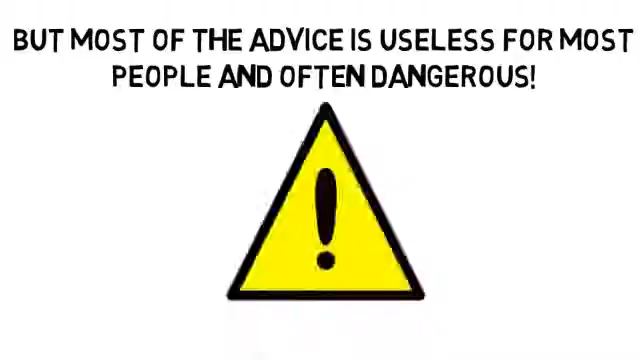 BUT MOST OF THE ADVICE IS USELESS FOR MOST
PEOPLE AND OFTEN DANGEROUS!
!